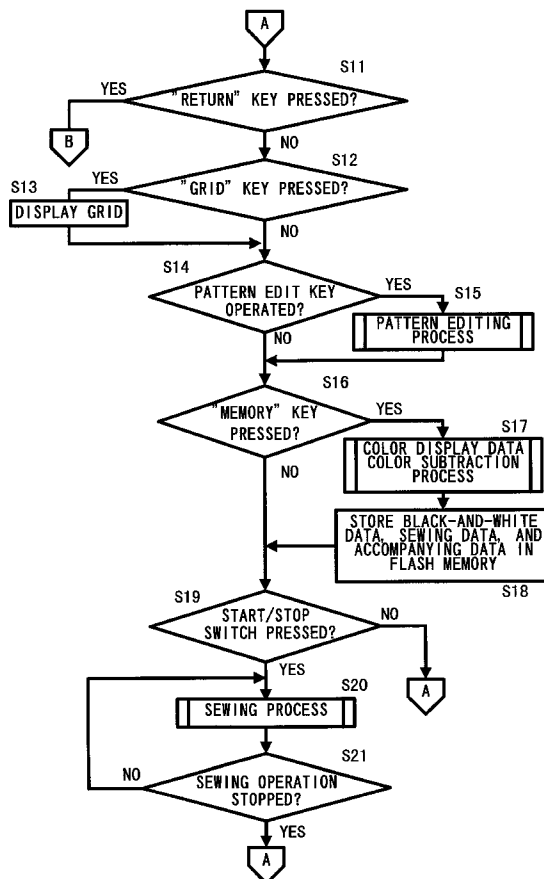 A
S11
YES
"RETURN" KEY PRESSED?
B
NO
S12
S13
YES
"GRID" KEY PRESSED?
DISPLAY GRID
NO
S14
YES
PATTERN EDIT KEY
OPERATED?
S15
PATTERN EDITING
PROCESS
NO
S16
"MEMORY" KEY
PRESSED?
YES
S17
COLOR DISPLAY DATA
COLOR SUBTRACTION
PROCESS
NO
STORE BLACK-AND-WHITE
DATA, SEWING DATA, AND
ACCOMPANYING DATA IN
FLASH MEMORY
S18
S19
START/STOP
SWITCH PRESSED?
NO
A
YES
S20
SEWING PROCESS
S21
NO
SEWING OPERATION
STOPPED?
YES
A